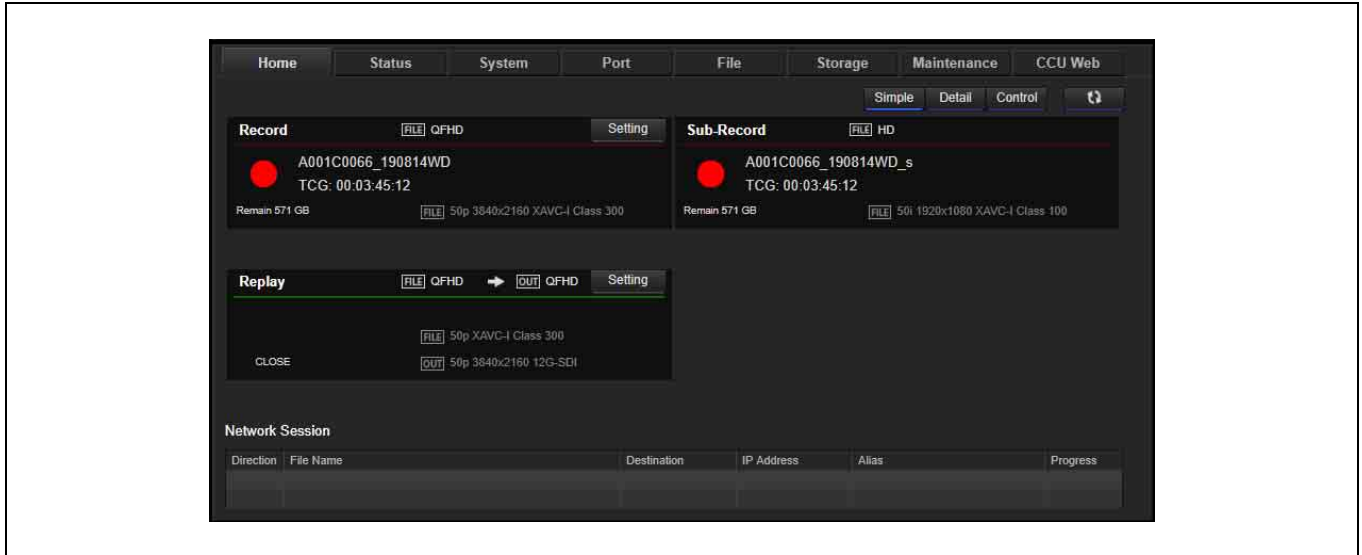 Home Status System Port File Storage Maintenance CCU Web
Simple Detail Control
Record FILE QFHD Setting
A001C0066_190814WD
TCG: 00:03:45:12
Remain 571 GB FILE 50p 3840x2160 XAVC-I Class 300
Sub-Record FILE HD
A001C0066_190814WD_s
TCG: 00:03:45:12
Remain 571 GB FILE 50i 1920x1080 XAVC-I Class 100
Replay FILE QFHD OUT QFHD Setting
FILE 50p XAVC-I Class 300
CLOSE OUT 50p 3840x2160 12G-SDI
Network Session
Direction File Name Destination IP Address Alias Progress